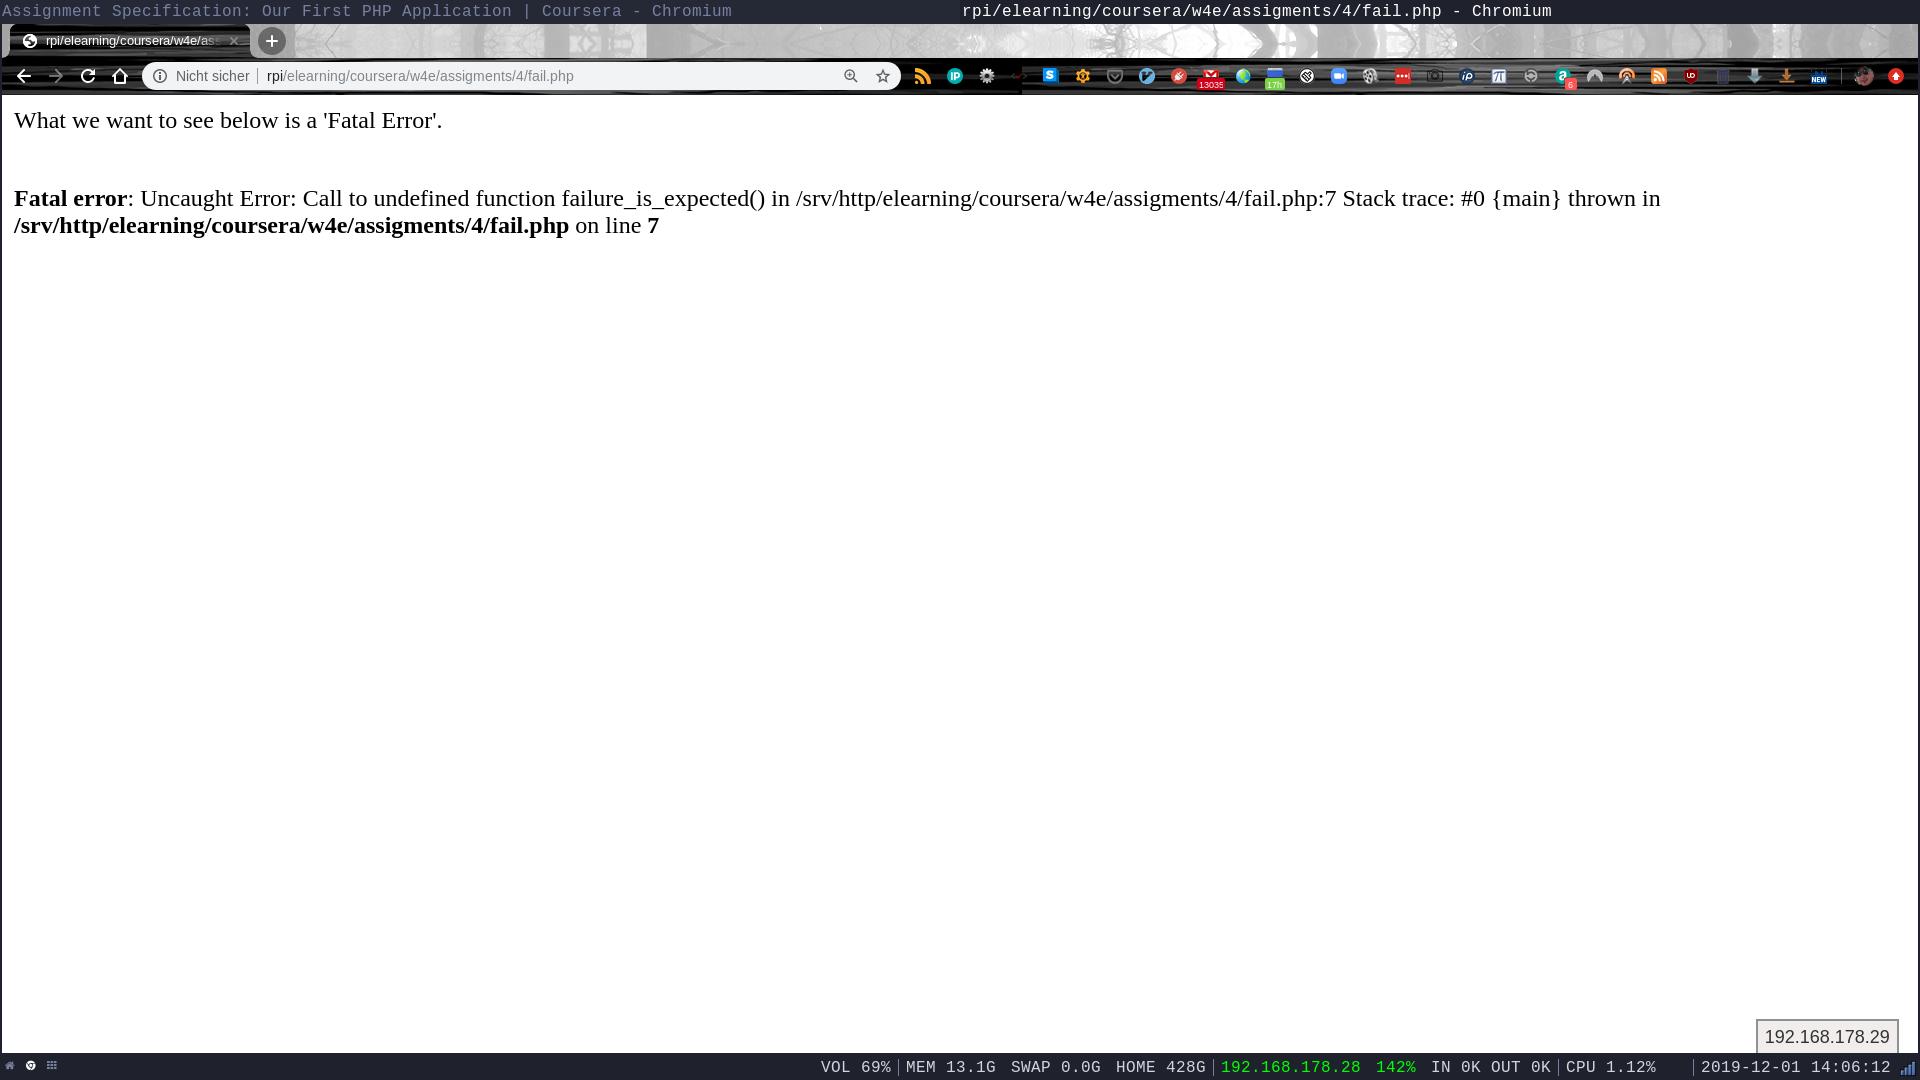 Assignment Specification: Our First PHP Application | Coursera - Chromium
rpi/elearning/coursera/w4e/assigments/4/fail.php - Chromium
rpi/elearning/coursera/w4e/ass
Nicht sicher
rpi/elearning/coursera/w4e/assigments/4/fail.php
13035
17h
6
NEW
What we want to see below is a 'Fatal Error'.
Fatal error: Uncaught Error: Call to undefined function failure_is_expected() in /srv/http/elearning/coursera/w4e/assigments/4/fail.php:7 Stack trace: #0 {main} thrown in
/srv/http/elearning/coursera/w4e/assigments/4/fail.php on line 7
192.168.178.29
VOL 69% MEM 13.1G SWAP 0.0G HOME 428G 192.168.178.28 142% IN 0K OUT 0K CPU 1.12% 2019-12-01 14:06:12